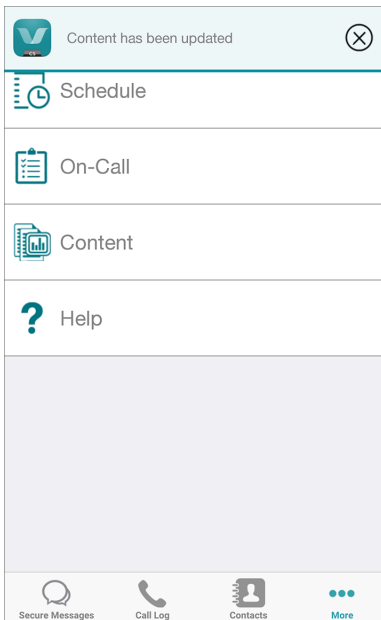 Content has been updated
Schedule
On-Call
Content
Help
Secure Messages
Call Log
Contacts
More